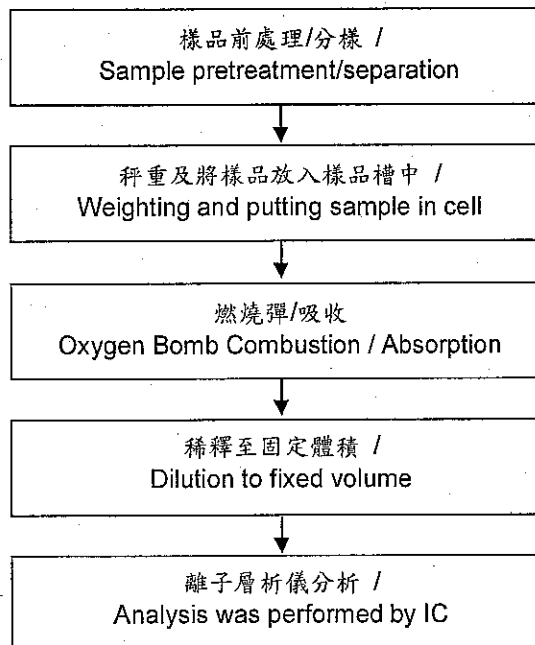 樣品前處理/分樣 /
Sample pretreatment/separation
秤重及將樣品放入樣品槽中 /
Weighting and putting sample in cell
燃燒彈/吸收
Oxygen Bomb Combustion / Absorption
稀釋至固定體積 /
Dilution to fixed volume
離子層析儀分析 /
Analysis was performed by IC